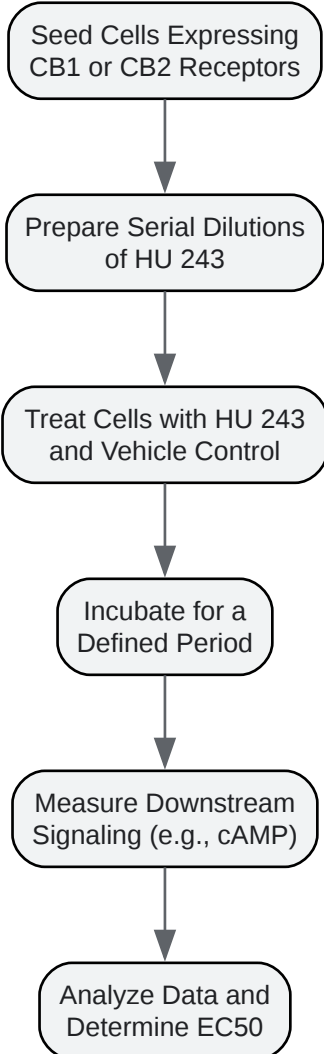 Seed Cells Expressing
CB1 or CB2 Receptors
Prepare Serial Dilutions
of HU 243
Treat Cells with HU 243
and Vehicle Control
Incubate for a
Defined Period
Measure Downstream
Signaling (e.g., cAMP)
Analyze Data and
Determine EC50